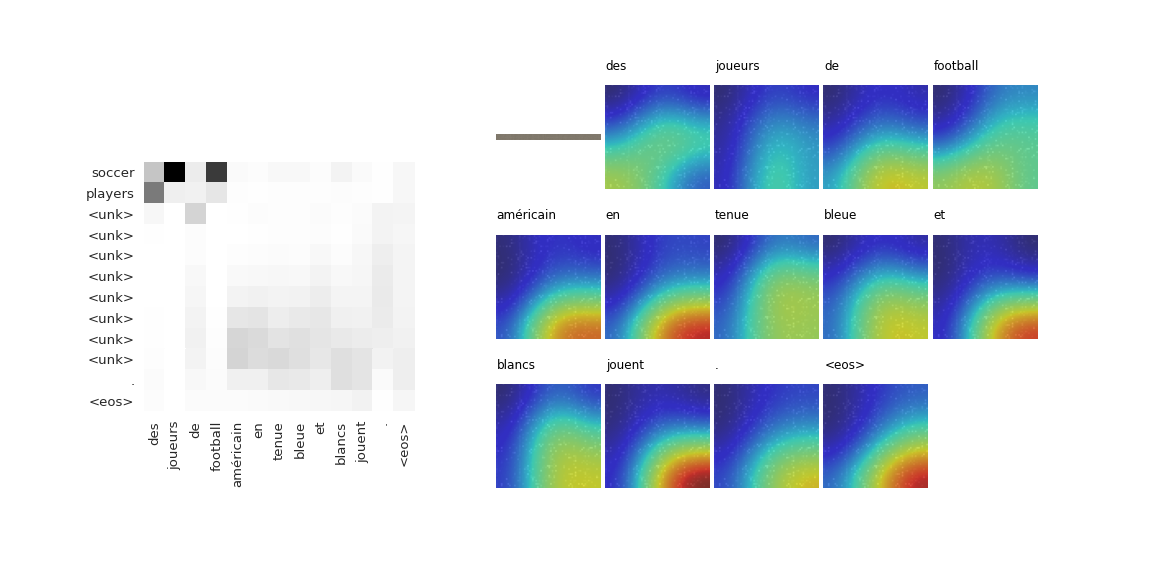 soccer
players
<unk>
<unk>
<unk>
<unk>
<unk>
<unk>
<unk>
<unk>
.
<eos>
des
joueurs
de
football
américain
en
tenue
bleue
et
blancs
jouent
.
<eos>
des joueurs de football
américain en tenue bleue et
blancs jouent . <eos>